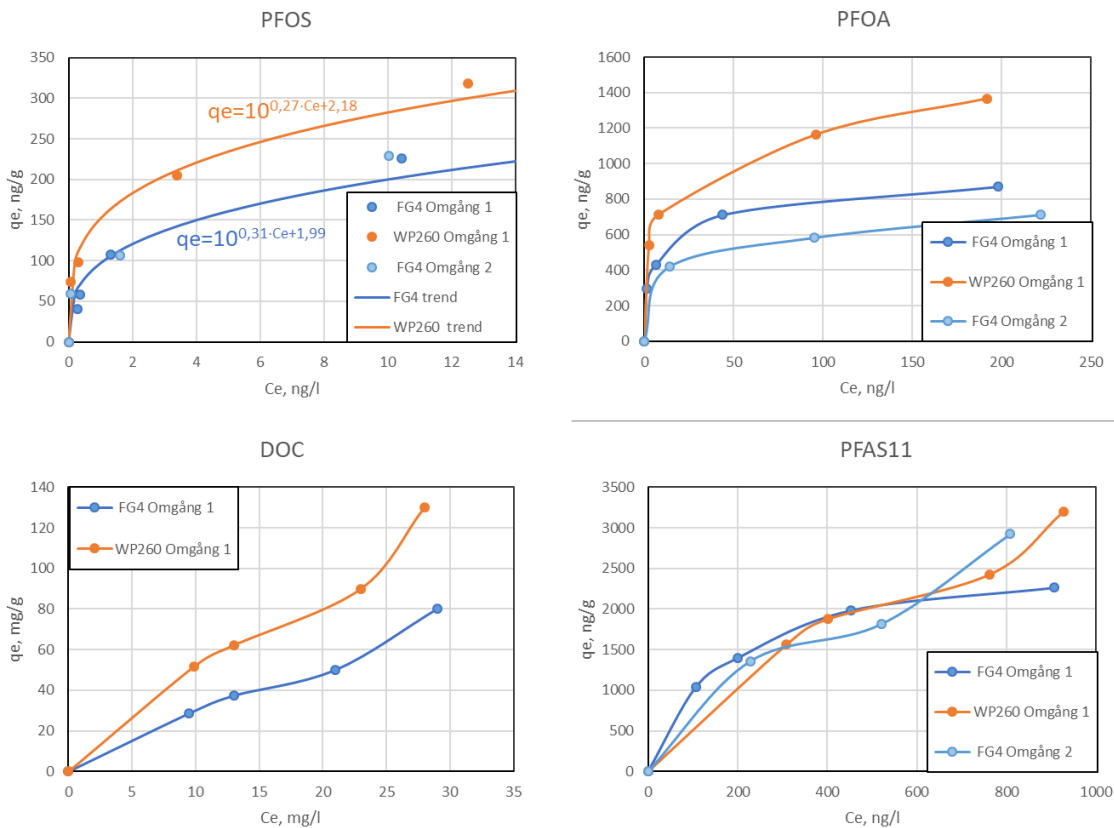 PFOS
350
300
250
200
150
100
50
0
qe, ng/g
qe=10^0,27·Ce+2,18
qe=10^0,31·Ce+1,99
FG4 Omgång 1
WP260 Omgång 1
FG4 Omgång 2
FG4 trend
WP260 trend
0 2 4 6 8 10 12 14
Ce, ng/l
PFOA
1600
1400
1200
1000
800
600
400
200
0
qe, ng/g
FG4 Omgång 1
WP260 Omgång 1
FG4 Omgång 2
0 50 100 150 200 250
Ce, ng/l
DOC
140
120
100
80
60
40
20
0
qe, mg/g
FG4 Omgång 1
WP260 Omgång 1
0 5 10 15 20 25 30 35
Ce, mg/l
PFAS11
3500
3000
2500
2000
1500
1000
500
0
qe, ng/g
FG4 Omgång 1
WP260 Omgång 1
FG4 Omgång 2
0 200 400 600 800 1000
Ce, ng/l